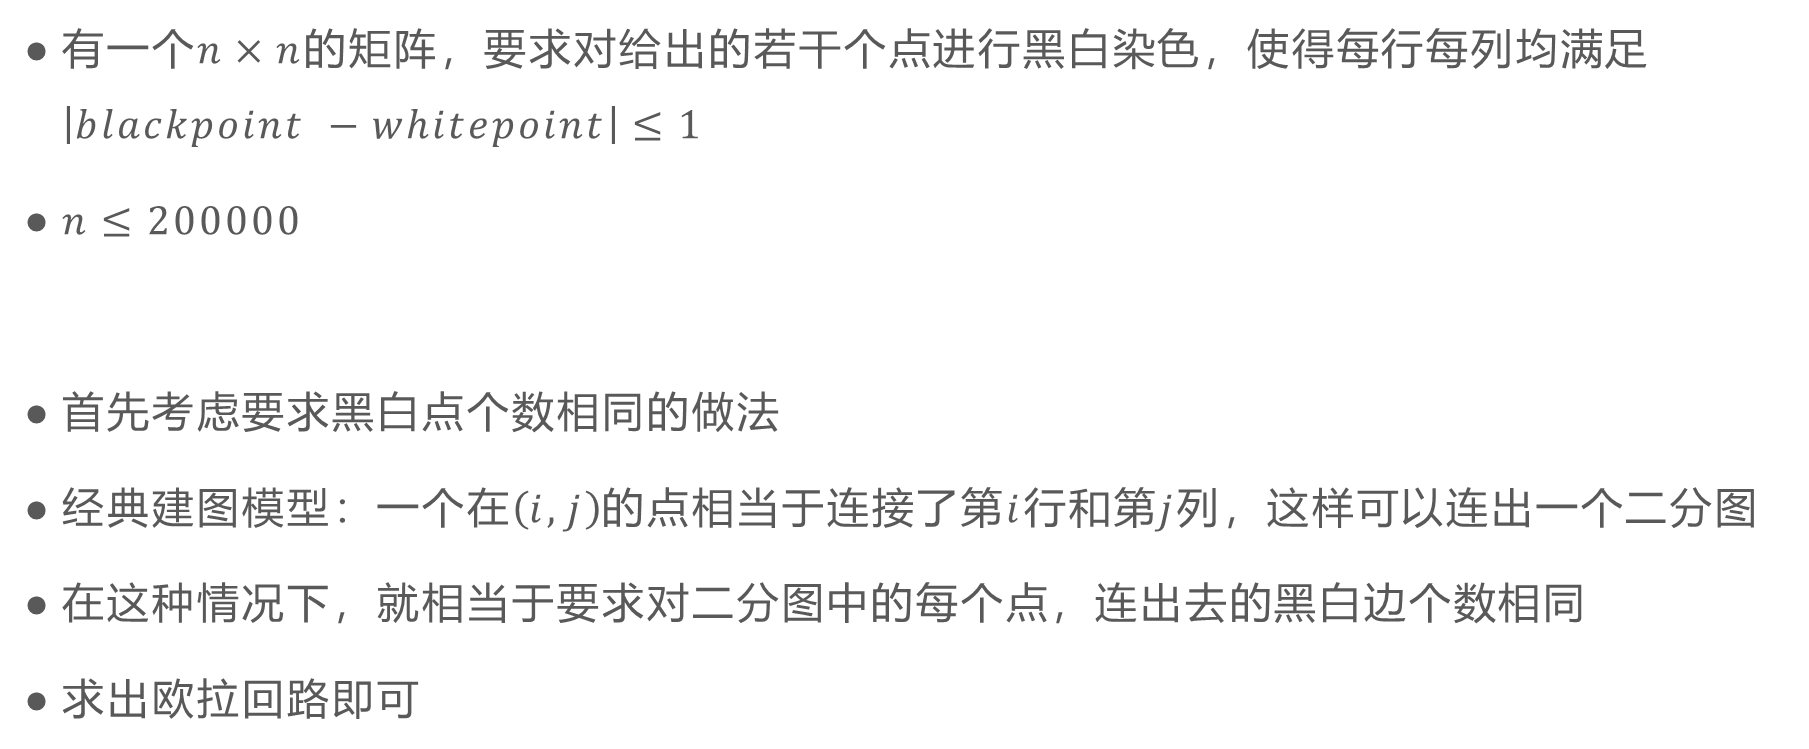 ● 有一个n × n的矩阵，要求对给出的若干个点进行黑白染色，使得每行每列均满足
|blackpoint − whitepoint| ≤ 1
● n ≤ 200000
● 首先考虑要求黑白点个数相同的做法
● 经典建图模型：一个在(i, j)的点相当于连接了第i行和第j列，这样可以连出一个二分图
● 在这种情况下，就相当于要求对二分图中的每个点，连出去的黑白边个数相同
● 求出欧拉回路即可